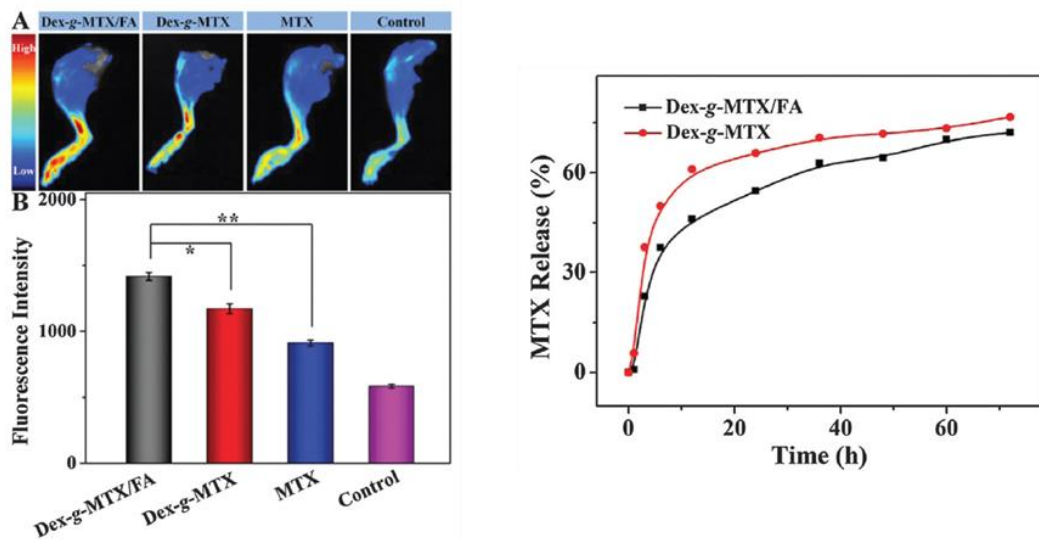 A
Dex-g-MTX/FA Dex-g-MTX MTX Control
High
Low
B
2000
1000
0
Fluorescence Intensity
*
**
Dex-g-MTX/FA
Dex-g-MTX
MTX
Control
Dex-g-MTX/FA
Dex-g-MTX
MTX Release (%)
60
30
0
0 20 40 60
Time (h)